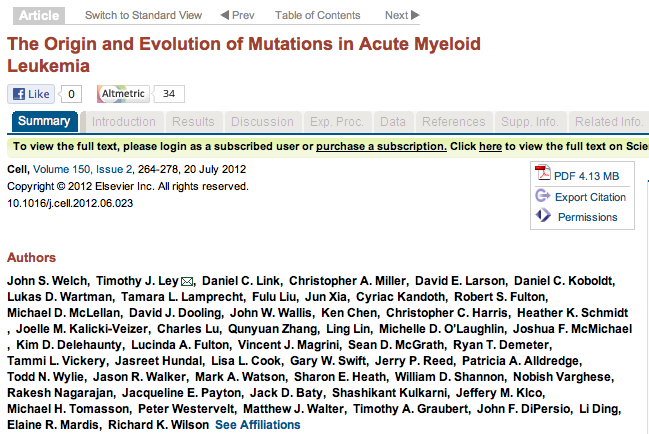 Article Switch to Standard View Prev Table of Contents Next
The Origin and Evolution of Mutations in Acute Myeloid
Leukemia
Like 0 Altmetric 34
Summary Introduction Results Discussion Exp. Proc. Data References Supp. Info. Related Info.
To view the full text, please login as a subscribed user or purchase a subscription. Click here to view the full text on Scie
Cell, Volume 150, Issue 2, 264-278, 20 July 2012
Copyright © 2012 Elsevier Inc. All rights reserved.
10.1016/j.cell.2012.06.023
PDF 4.13 MB
Export Citation
Permissions
Authors
John S. Welch, Timothy J. Ley, Daniel C. Link, Christopher A. Miller, David E. Larson, Daniel C. Koboldt,
Lukas D. Wartman, Tamara L. Lamprecht, Fulu Liu, Jun Xia, Cyriac Kandoth, Robert S. Fulton,
Michael D. McLellan, David J. Dooling, John W. Wallis, Ken Chen, Christopher C. Harris, Heather K. Schmidt
, Joelle M. Kalicki-Veizer, Charles Lu, Qunyuan Zhang, Ling Lin, Michelle D. O'Laughlin, Joshua F. McMichael
, Kim D. Delehaunty, Lucinda A. Fulton, Vincent J. Magrini, Sean D. McGrath, Ryan T. Demeter,
Tammi L. Vickery, Jasreet Hundal, Lisa L. Cook, Gary W. Swift, Jerry P. Reed, Patricia A. Alldredge,
Todd N. Wylie, Jason R. Walker, Mark A. Watson, Sharon E. Heath, William D. Shannon, Nobish Varghese,
Rakesh Nagarajan, Jacqueline E. Payton, Jack D. Baty, Shashikant Kulkarni, Jeffery M. Klco,
Michael H. Tomasson, Peter Westervelt, Matthew J. Walter, Timothy A. Graubert, John F. DiPersio, Li Ding,
Elaine R. Mardis, Richard K. Wilson See Affiliations